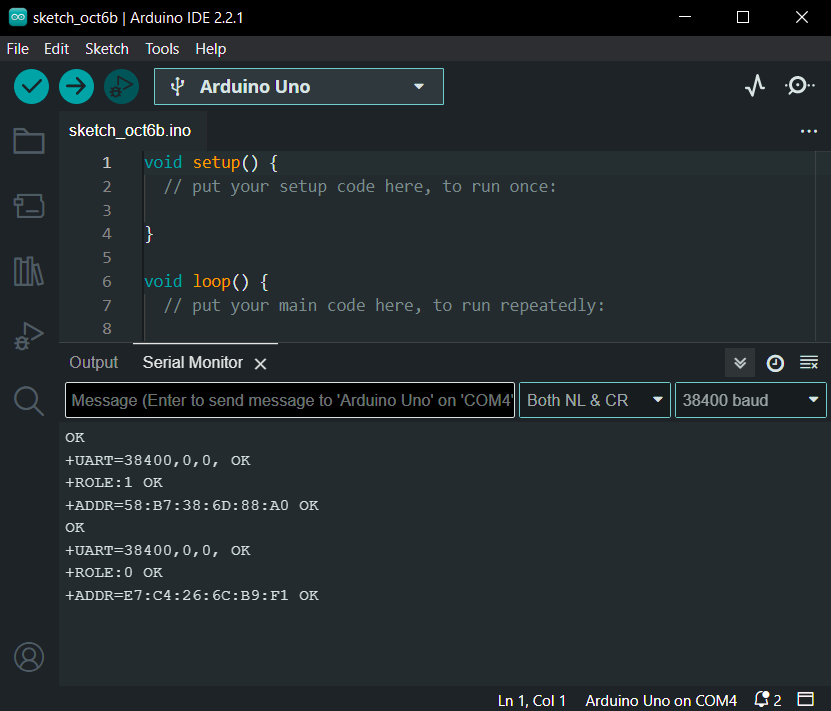 sketch_oct6b | Arduino IDE 2.2.1
File Edit Sketch Tools Help
Arduino Uno
sketch_oct6b.ino
1 void setup() {
2 // put your setup code here, to run once:
3
4 }
5
6 void loop() {
7 // put your main code here, to run repeatedly:
8
Output Serial Monitor
Message (Enter to send message to 'Arduino Uno' on 'COM4' Both NL & CR 38400 baud
OK
+UART=38400,0,0, OK
+ROLE:1 OK
+ADDR=58:B7:38:6D:88:A0 OK
OK
+UART=38400,0,0, OK
+ROLE:0 OK
+ADDR=E7:C4:26:6C:B9:F1 OK
Ln 1, Col 1 Arduino Uno on COM4 2